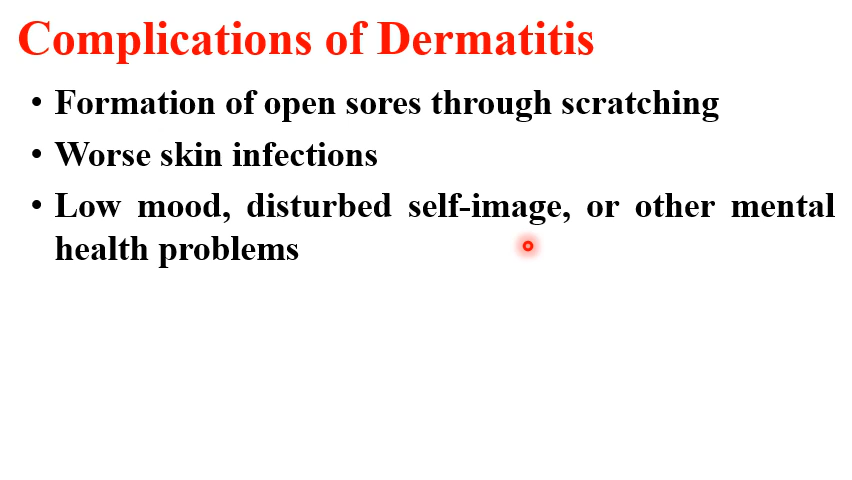 Complications of Dermatitis
• Formation of open sores through scratching
• Worse skin infections
• Low mood, disturbed self-image, or other mental
health problems